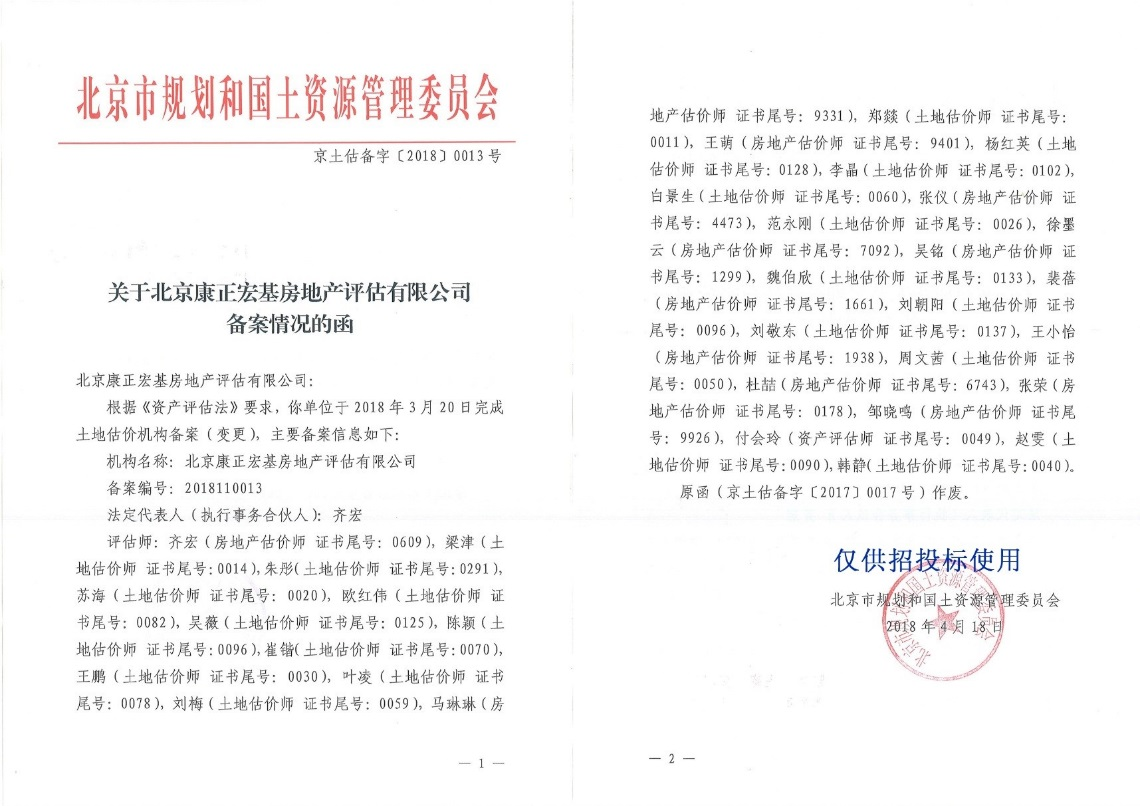 北京市规划和国土资源管理委员会
京土估备字〔2018〕0013号
关于北京康正宏基房地产评估有限公司
备案情况的函
北京康正宏基房地产评估有限公司:
根据《资产评估法》要求，你单位于2018年3月20日完成
土地估价机构备案（变更），主要备案信息如下:
机构名称: 北京康正宏基房地产评估有限公司
备案编号: 2018110013
法定代表人（执行事务合伙人）: 齐宏
评估师: 齐宏（房地产估价师 证书尾号: 0609），梁津（土
地估价师 证书尾号:0014），朱彤（土地估价师 证书尾号:0291），
苏海（土地估价师 证书尾号: 0020），欧红伟（土地估价师 证
书尾号: 0082），吴薇（土地估价师 证书尾号: 0125），陈颖（土
地估价师 证书尾号:0096），崔锴（土地估价师 证书尾号:0070），
王鹏（土地估价师 证书尾号: 0030），叶凌（土地估价师 证书
尾号: 0078），刘梅（土地估价师 证书尾号: 0059），马琳琳（房
— 1 —
地产估价师 证书尾号: 9331），郑燚（土地估价师 证书尾号:
0011），王萌（房地产估价师 证书尾号: 9401），杨红英（土地
估价师 证书尾号: 0128），李晶（土地估价师 证书尾号: 0102），
白景生（土地估价师 证书尾号: 0060），张仪（房地产估价师 证
书尾号: 4473），范永刚（土地估价师 证书尾号: 0026），徐墨
云（房地产估价师 证书尾号: 7092），吴铭（房地产估价师 证
书尾号: 1299），魏伯欣（土地估价师 证书尾号: 0133），裴蓓
（房地产估价师 证书尾号: 1661），刘朝阳（土地估价师 证书
尾号: 0096），刘敬东（土地估价师 证书尾号: 0137），王小怡
（房地产估价师 证书尾号: 1938），周文茜（土地估价师 证书
尾号: 0050），杜喆（房地产估价师 证书尾号: 6743），张荣（房
地产估价师 证书尾号: 0178），邹晓鸣（房地产估价师 证书尾
号: 9926），付会玲（资产评估师 证书尾号: 0049），赵雯（土
地估价师 证书尾号:0090），韩静（土地估价师 证书尾号:0040）。
原函（京土估备字〔2017〕0017号）作废。
仅供招投标使用
北京市规划和国土资源管理委员会
2018年4月18日
北京市规划和国土资源管理委员会
— 2 —